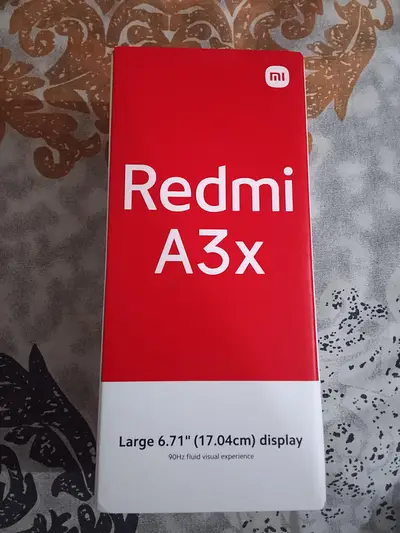 mi
Redmi
A3x
Large 6.71" (17.04cm) display
90Hz fluid visual experience